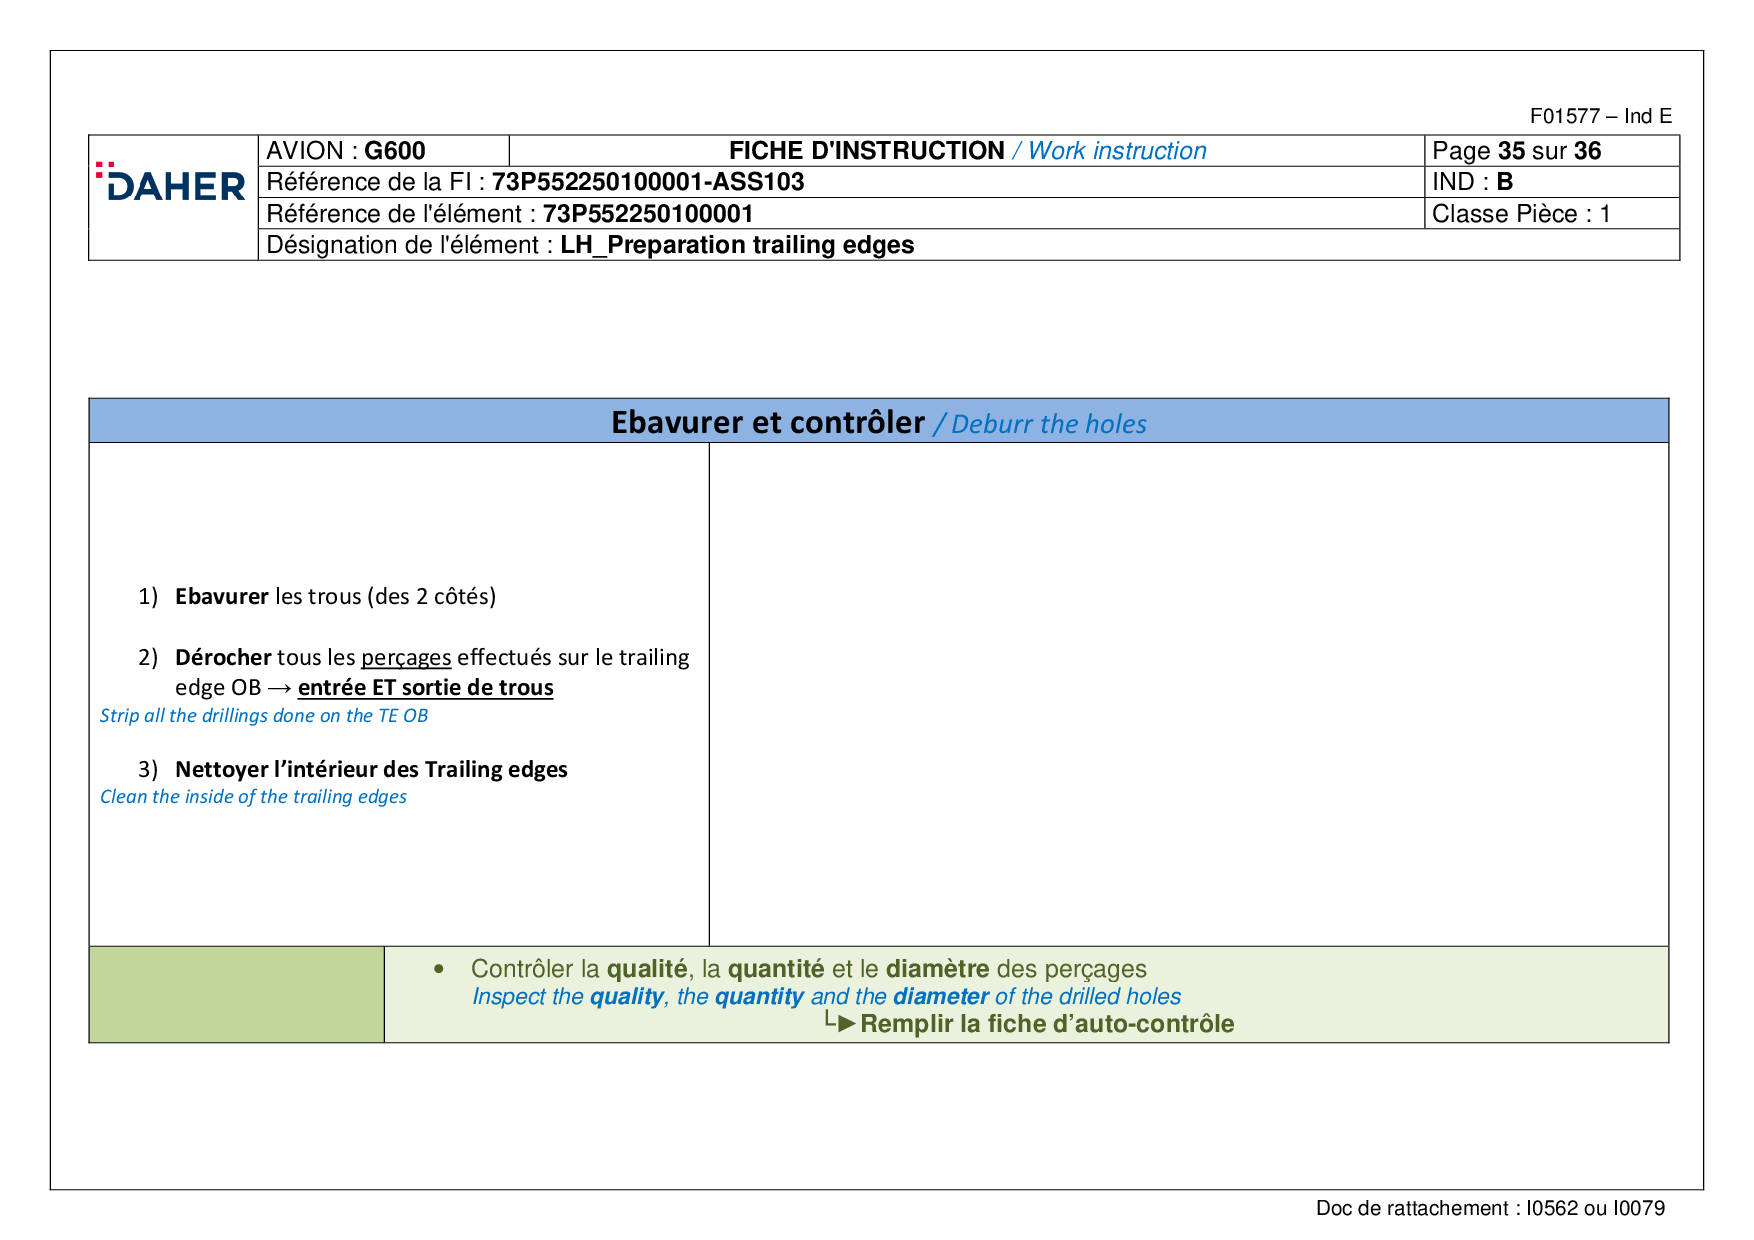 F01577 – Ind E
DAHER
AVION : G600
FICHE D'INSTRUCTION / Work instruction
Page 35 sur 36
Référence de la FI : 73P552250100001-ASS103
IND : B
Référence de l'élément : 73P552250100001
Classe Pièce : 1
Désignation de l'élément : LH_Preparation trailing edges
Ebavurer et contrôler / Deburr the holes
1) Ebavurer les trous (des 2 côtés)
2) Dérocher tous les perçages effectués sur le trailing
edge OB → entrée ET sortie de trous
Strip all the drillings done on the TE OB
3) Nettoyer l’intérieur des Trailing edges
Clean the inside of the trailing edges
• Contrôler la qualité, la quantité et le diamètre des perçages
Inspect the quality, the quantity and the diameter of the drilled holes
└►Remplir la fiche d’auto-contrôle
Doc de rattachement : I0562 ou I0079